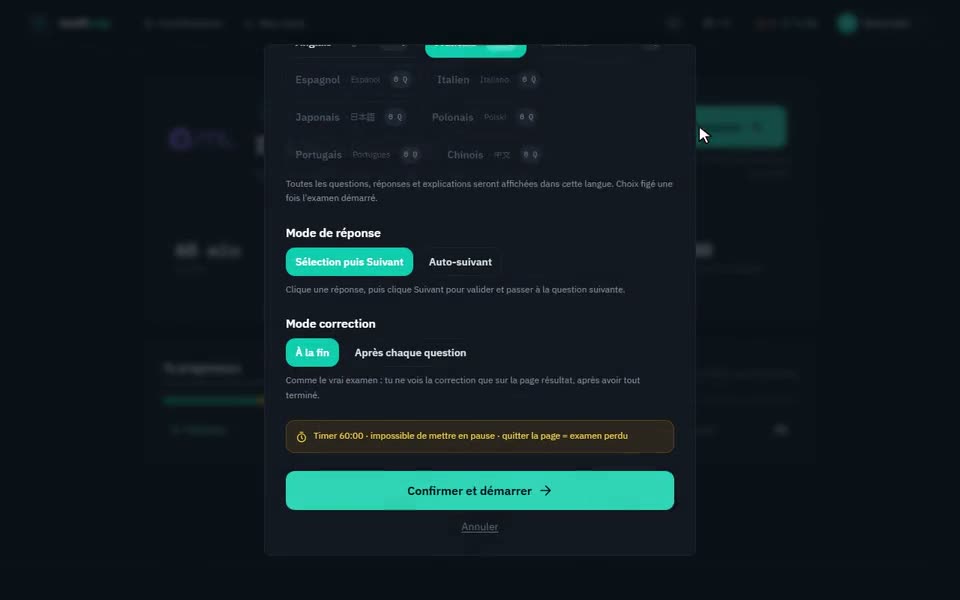 Anglais
Espagnol · Español 0 Q Italien · Italiano 0 Q
Japonais · 日本語 0 Q Polonais · Polski 0 Q
Portugais · Português 0 Q Chinois · 中文 0 Q
Toutes les questions, réponses et explications seront affichées dans cette langue. Choix figé une
fois l'examen démarré.
Mode de réponse
Sélection puis Suivant Auto-suivant
Clique une réponse, puis clique Suivant pour valider et passer à la question suivante.
Mode correction
À la fin Après chaque question
Comme le vrai examen : tu ne vois la correction que sur la page résultat, après avoir tout
terminé.
Timer 60:00 · impossible de mettre en pause · quitter la page = examen perdu
Confirmer et démarrer →
Annuler